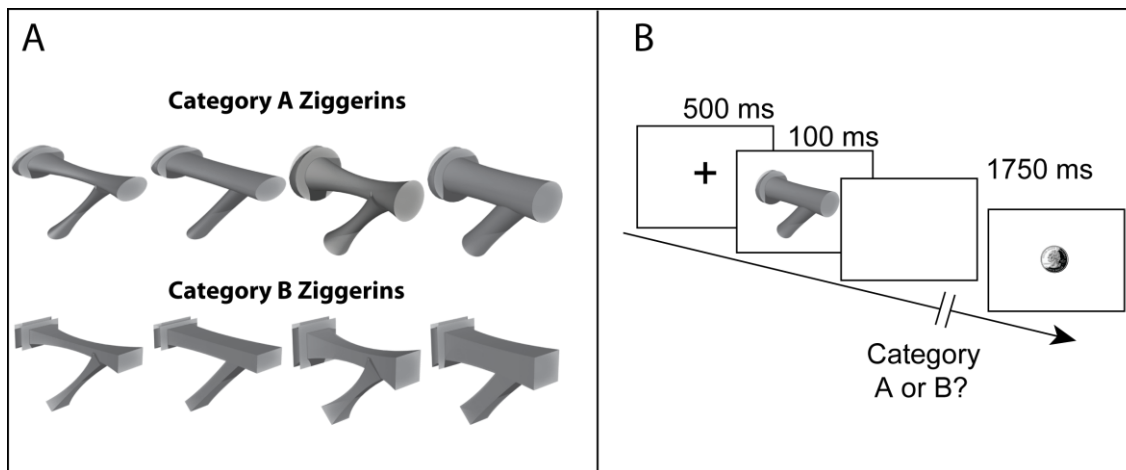 A
Category A Ziggerins
Category B Ziggerins
B
500 ms
100 ms
1750 ms
+
Category
A or B?